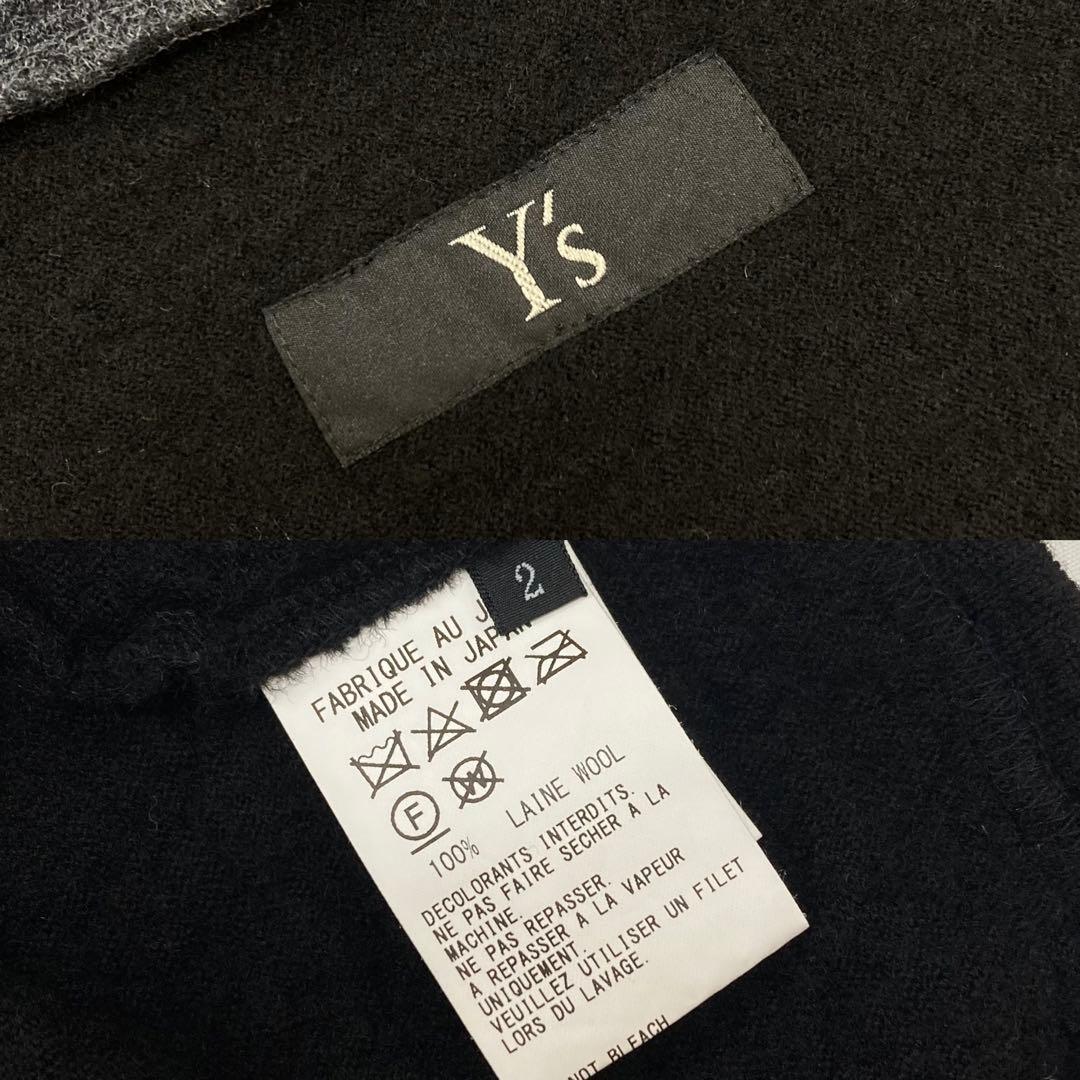 Y's
2
FABRIQUE AU
MADE IN JAPAN
F
W
100% LAINE WOOL
DECOLORANTS INTERDITS.
NE PAS FAIRE SECHER A LA
MACHINE.
NE PAS REPASSER.
A REPASSER A LA VAPEUR
UNIQUEMENT.
VEUILLEZ UTILISER UN FILET
LORS DU LAVAGE.
NOT BLEACH